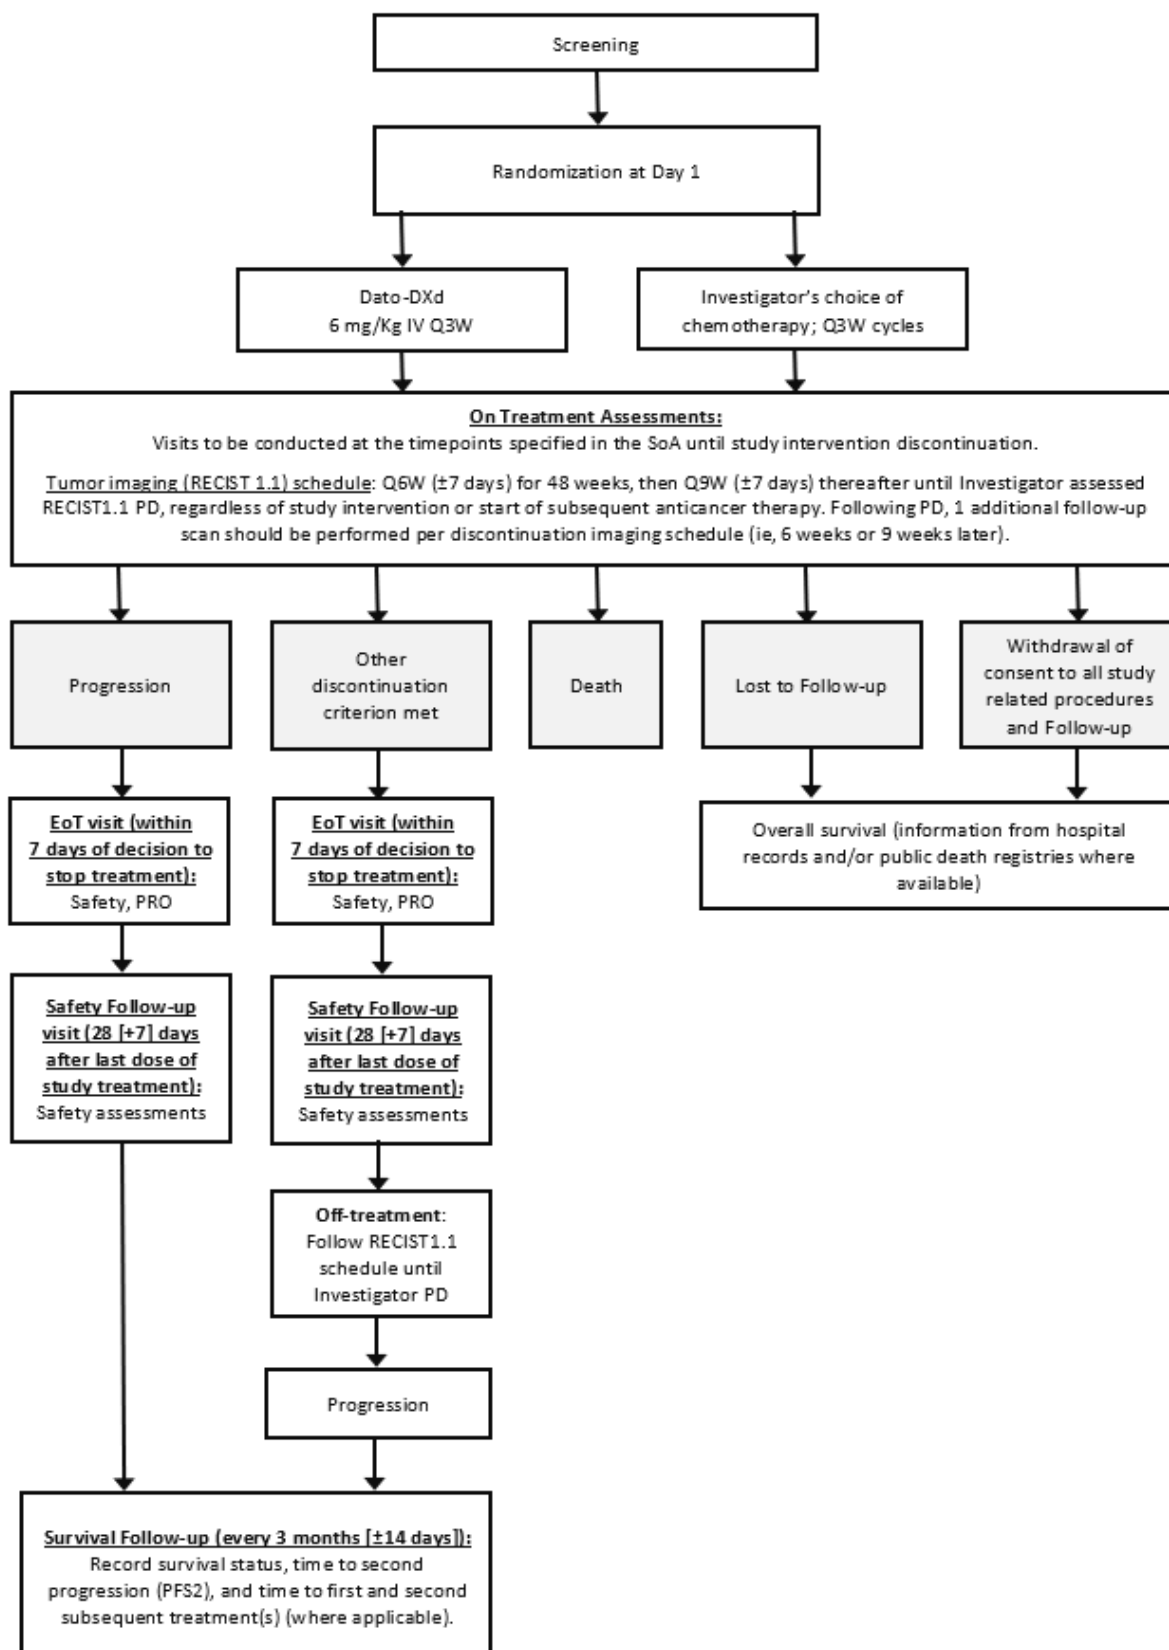 Screening
Randomization at Day 1
Dato-DXd
6 mg/Kg IV Q3W
Investigator's choice of
chemotherapy; Q3W cycles
On Treatment Assessments:
Visits to be conducted at the timepoints specified in the SoA until study intervention discontinuation.
Tumor imaging (RECIST 1.1) schedule: Q6W (±7 days) for 48 weeks, then Q9W (±7 days) thereafter until Investigator assessed
RECIST1.1 PD, regardless of study intervention or start of subsequent anticancer therapy. Following PD, 1 additional follow-up
scan should be performed per discontinuation imaging schedule (ie, 6 weeks or 9 weeks later).
Progression
Other
discontinuation
criterion met
Death
Lost to Follow-up
Withdrawal of
consent to all study
related procedures
and Follow-up
EoT visit (within
7 days of decision to
stop treatment):
Safety, PRO
EoT visit (within
7 days of decision to
stop treatment):
Safety, PRO
Overall survival (information from hospital
records and/or public death registries where
available)
Safety Follow-up
visit (28 [+7] days
after last dose of
study treatment):
Safety assessments
Safety Follow-up
visit (28 [+7] days
after last dose of
study treatment):
Safety assessments
Off-treatment:
Follow RECIST1.1
schedule until
Investigator PD
Progression
Survival Follow-up (every 3 months [±14 days]):
Record survival status, time to second
progression (PFS2), and time to first and second
subsequent treatment(s) (where applicable).